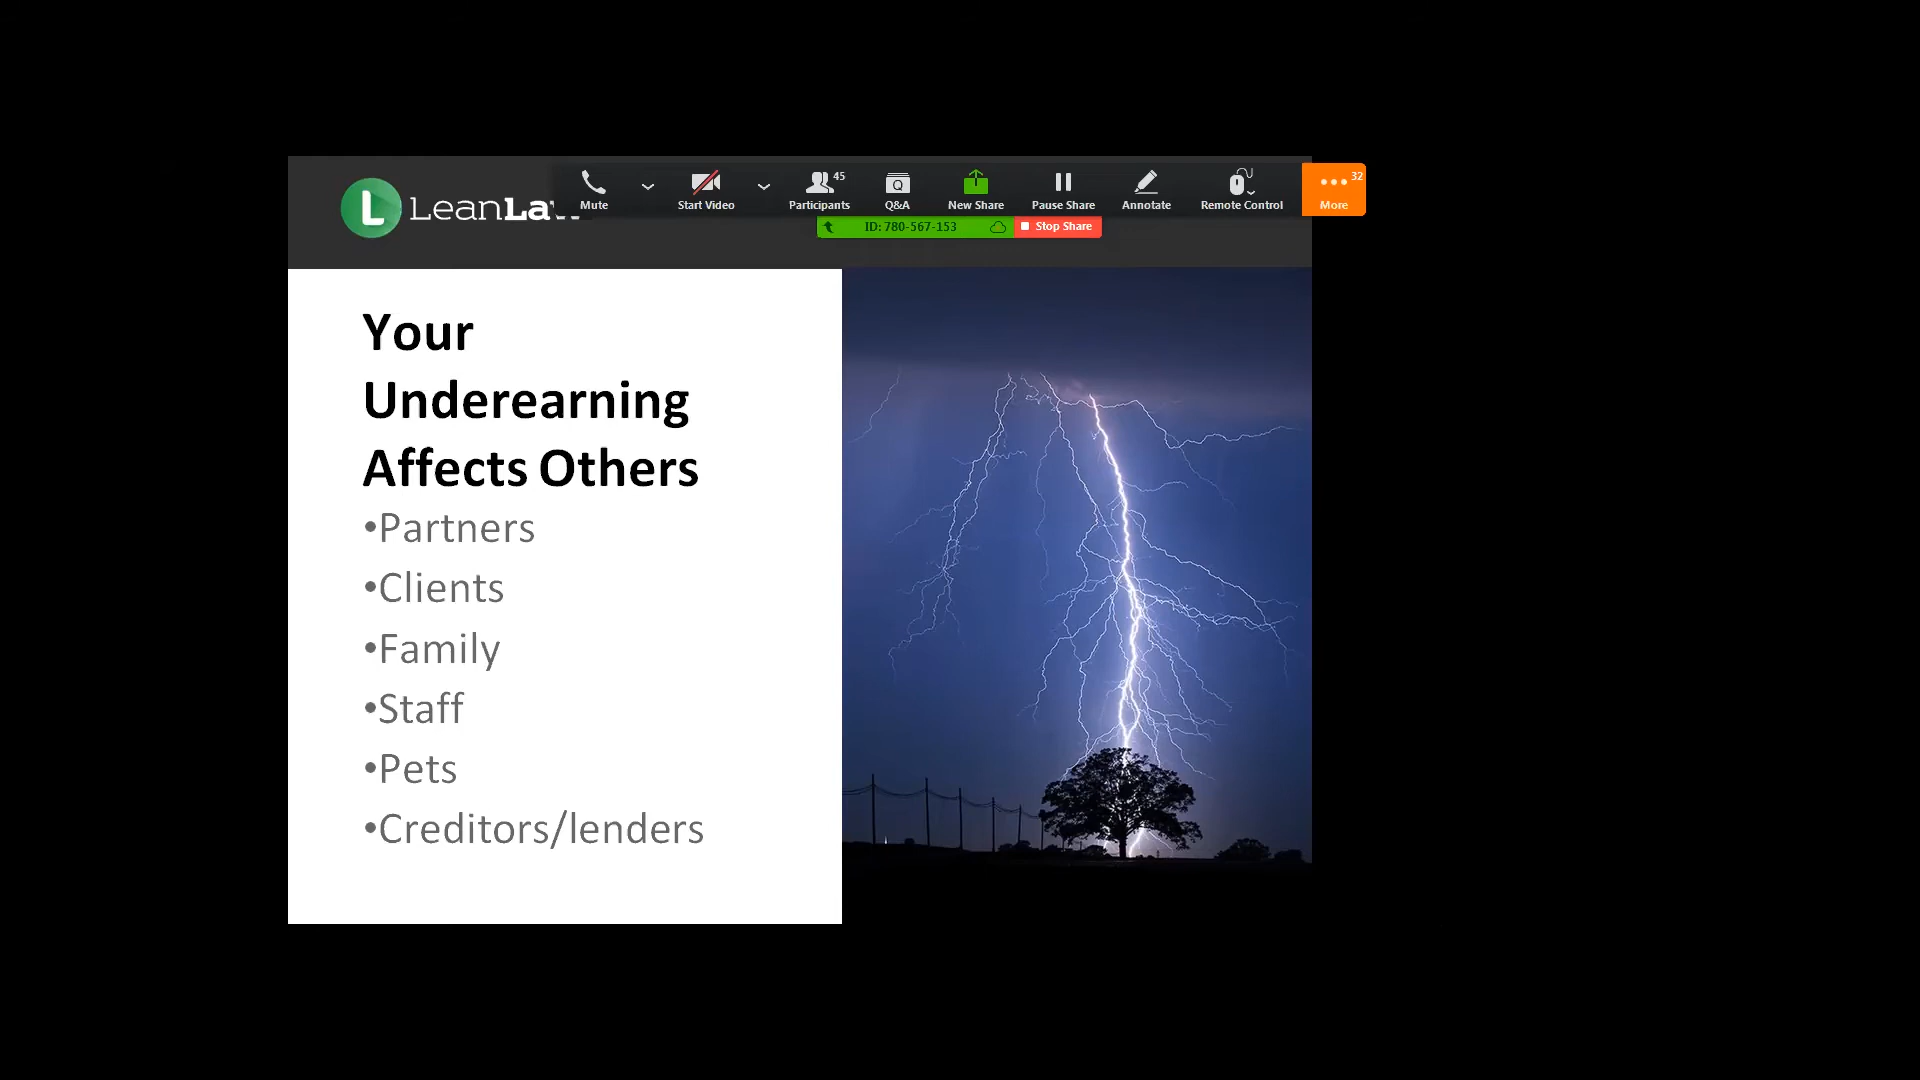 LeanLaw
Mute
Start Video
45
Participants
Q
Q&A
New Share
Pause Share
Annotate
Remote Control
32
More
ID: 780-567-153
Stop Share
Your
Underearning
Affects Others
•Partners
•Clients
•Family
•Staff
•Pets
•Creditors/lenders